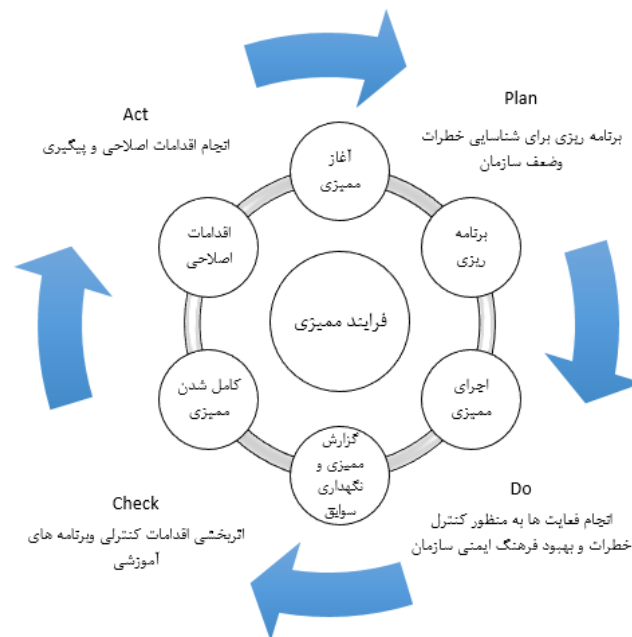 Act
انجام اقدامات اصلاحی و پیگیری
Plan
برنامه ریزی برای شناسایی خطرات
وضعف سازمان
آغاز
ممیزی
برنامه
ریزی
اجرای
ممیزی
گزارش
ممیزی و
نگهداری
سوابق
کامل شدن
ممیزی
اقدامات
اصلاحی
فرایند ممیزی
Do
انجام فعایت ها به منظور کنترل
خطرات و بهبود فرهنگ ایمنی سازمان
Check
اثربخشی اقدامات کنترلی وبرنامه های
آموزشی